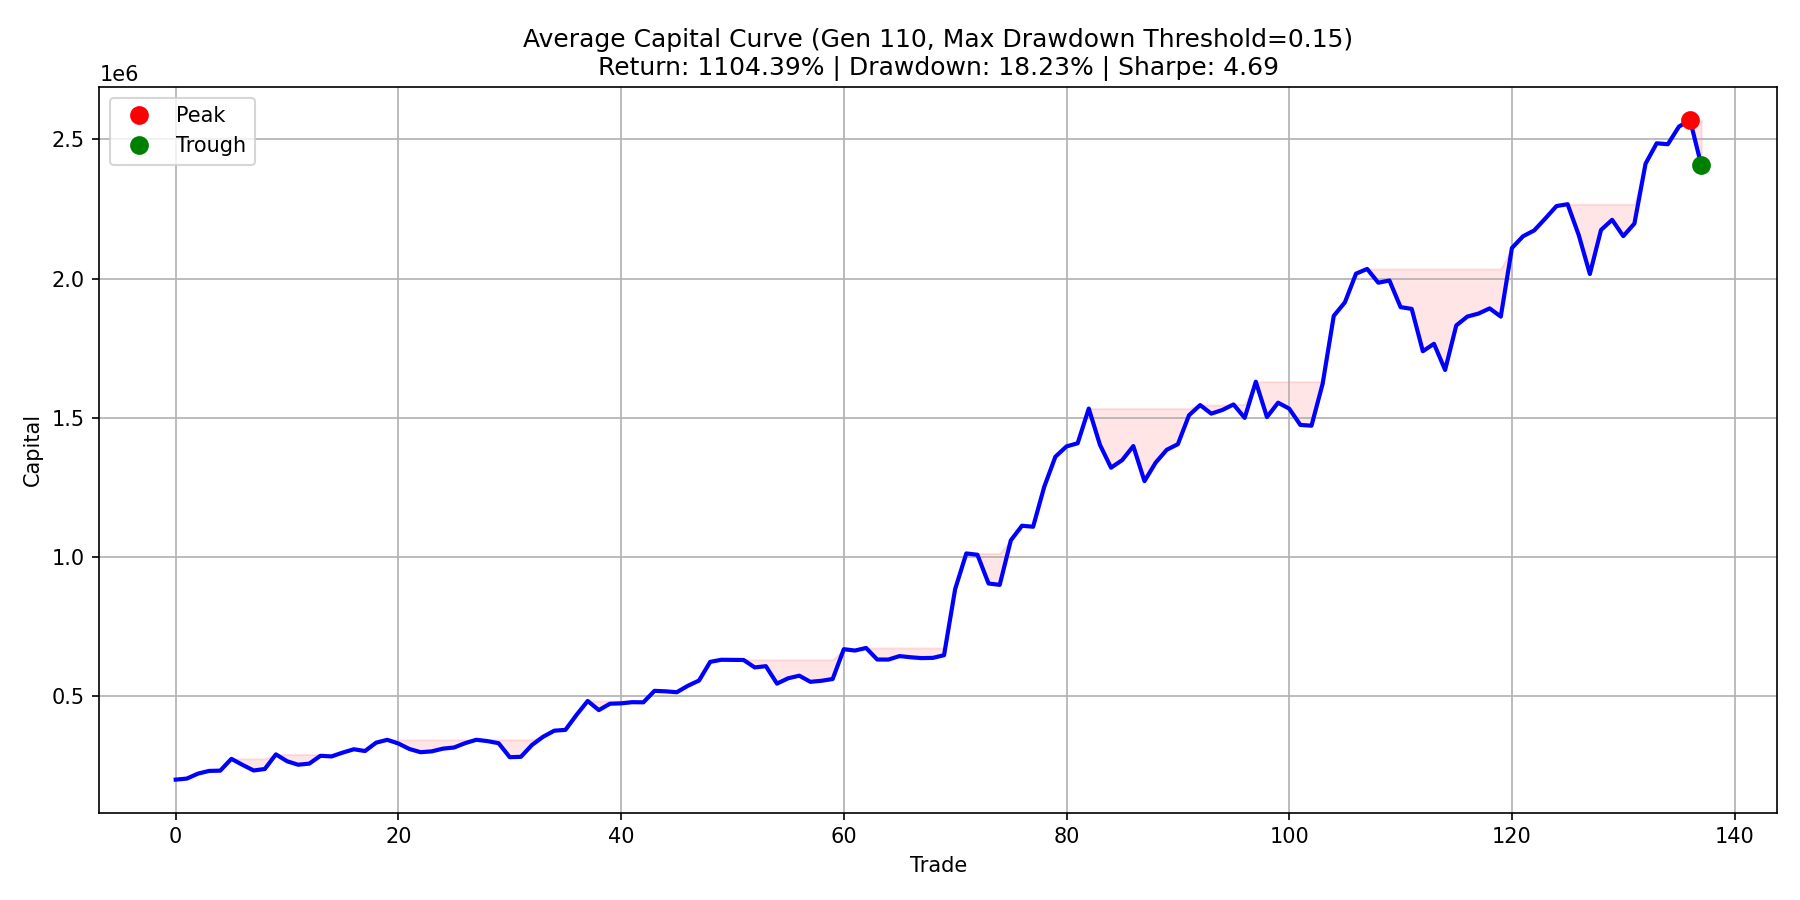 Average Capital Curve (Gen 110, Max Drawdown Threshold=0.15)
Return: 1104.39% | Drawdown: 18.23% | Sharpe: 4.69
1e6
Peak
Trough
2.5
2.0
1.5
1.0
0.5
Capital
0 20 40 60 80 100 120 140
Trade